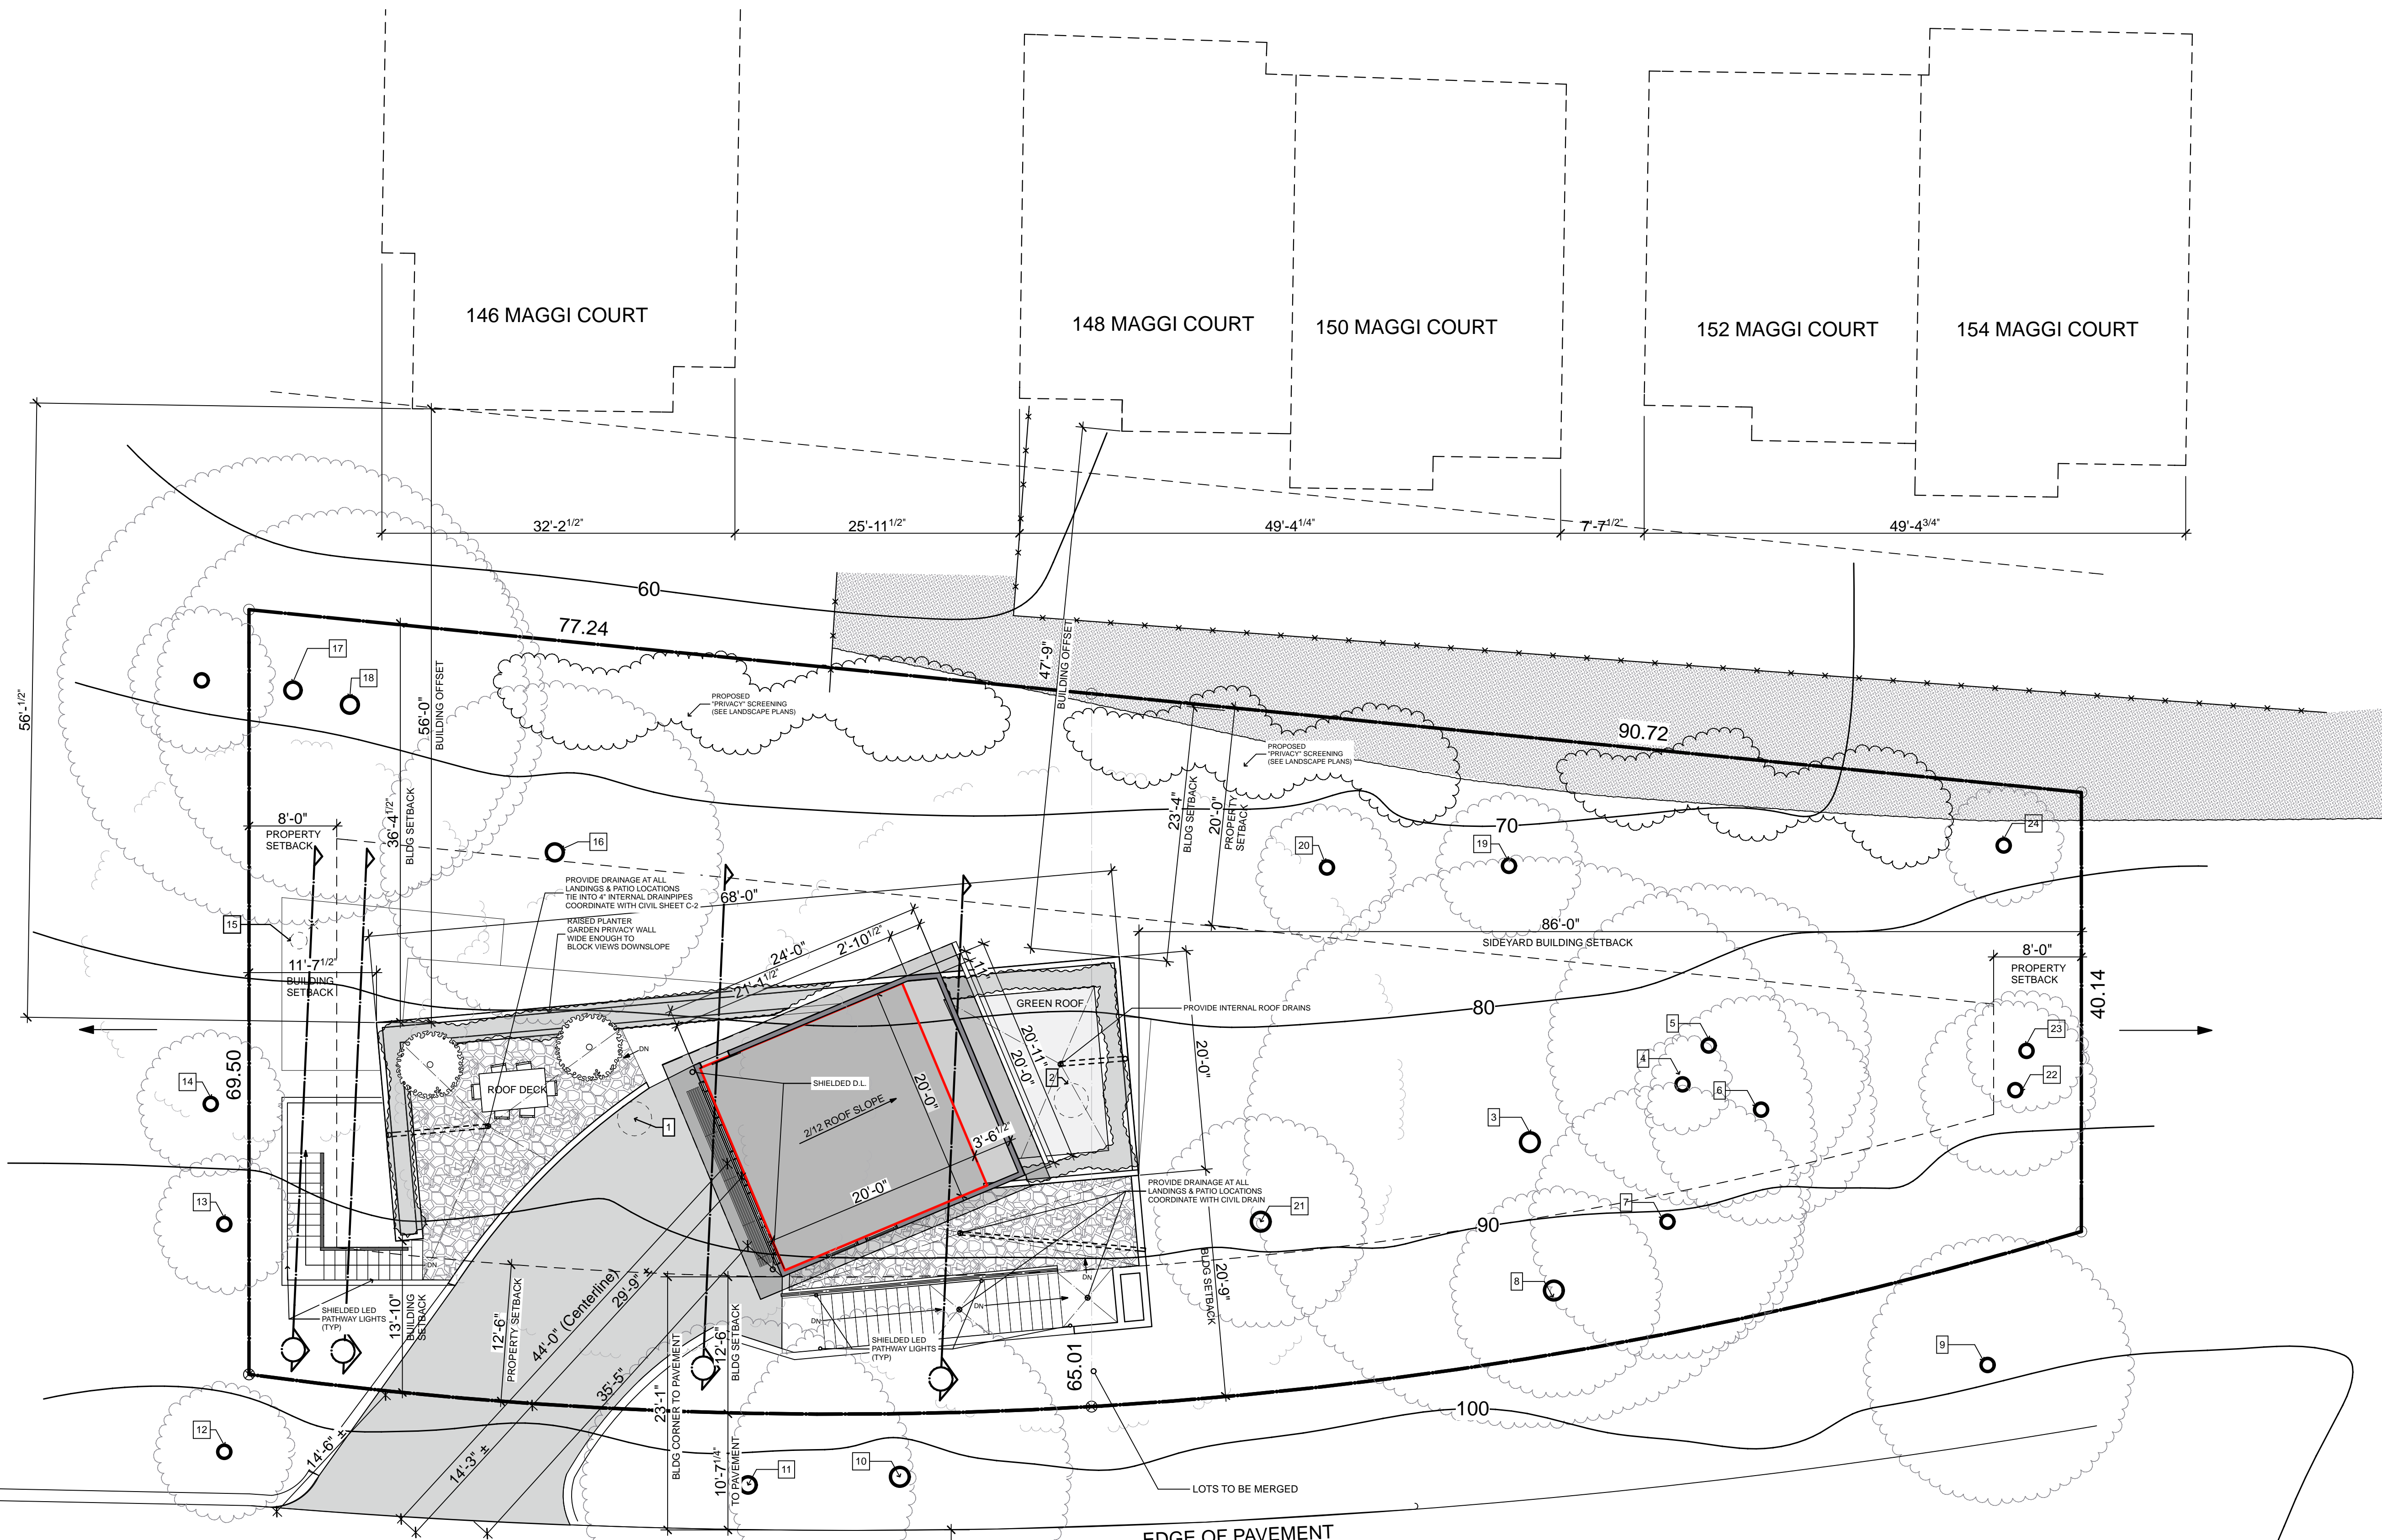 146 MAGGI COURT
148 MAGGI COURT
150 MAGGI COURT
152 MAGGI COURT
154 MAGGI COURT
32'-2 1/2"
25'-11 1/2"
49'-4 1/4"
7'-7 1/2"
49'-4 3/4"
56'-1/2"
60
77.24
17
18
56'-0"
BUILDING OFFSET
47'-9"
BUILDING OFFSET
PROPOSED
"PRIVACY" SCREENING
(SEE LANDSCAPE PLANS)
90.72
PROPOSED
"PRIVACY" SCREENING
(SEE LANDSCAPE PLANS)
8'-0"
PROPERTY
SETBACK
36'-4 1/2"
BLDG SETBACK
16
23'-4"
BLDG SETBACK
20'-0"
PROPERTY
SETBACK
70
20
19
24
PROVIDE DRAINAGE AT ALL
LANDINGS & PATIO LOCATIONS
TIE INTO 4" INTERNAL DRAINPIPES
COORDINATE WITH CIVIL SHEET C-2
68'-0"
RAISED PLANTER
GARDEN PRIVACY WALL
WIDE ENOUGH TO
BLOCK VIEWS DOWNSLOPE
15
86'-0"
SIDEYARD BUILDING SETBACK
11'-7 1/2"
BUILDING
SETBACK
24'-0"
2'-10 1/2"
21'-1 1/2"
11"
8'-0"
PROPERTY
SETBACK
40.14
GREEN ROOF
PROVIDE INTERNAL ROOF DRAINS
80
69.50
14
ROOF DECK
DN
SHIELDED D.L.
2/12 ROOF SLOPE
20'-0"
20'-11"
20'-0"
2
20'-0"
5
4
6
23
22
1
3
3'-6 1/2"
20'-0"
PROVIDE DRAINAGE AT ALL
LANDINGS & PATIO LOCATIONS
COORDINATE WITH CIVIL DRAIN
13
21
7
90
DN
SHIELDED LED
PATHWAY LIGHTS
(TYP)
13'-10"
BUILDING
SETBACK
12'-6"
PROPERTY SETBACK
44'-0" (Centerline)
29'-9" ±
35'-5"
14'-3" ±
14'-6" ±
23'-1"
BLDG CORNER TO PAVEMENT
12'-6"
BLDG SETBACK
10'-7 1/4"
TO PAVEMENT
DN
DN
DN
SHIELDED LED
PATHWAY LIGHTS
(TYP)
20'-9"
BLDG SETBACK
65.01
8
9
100
12
11
10
LOTS TO BE MERGED
EDGE OF PAVEMENT